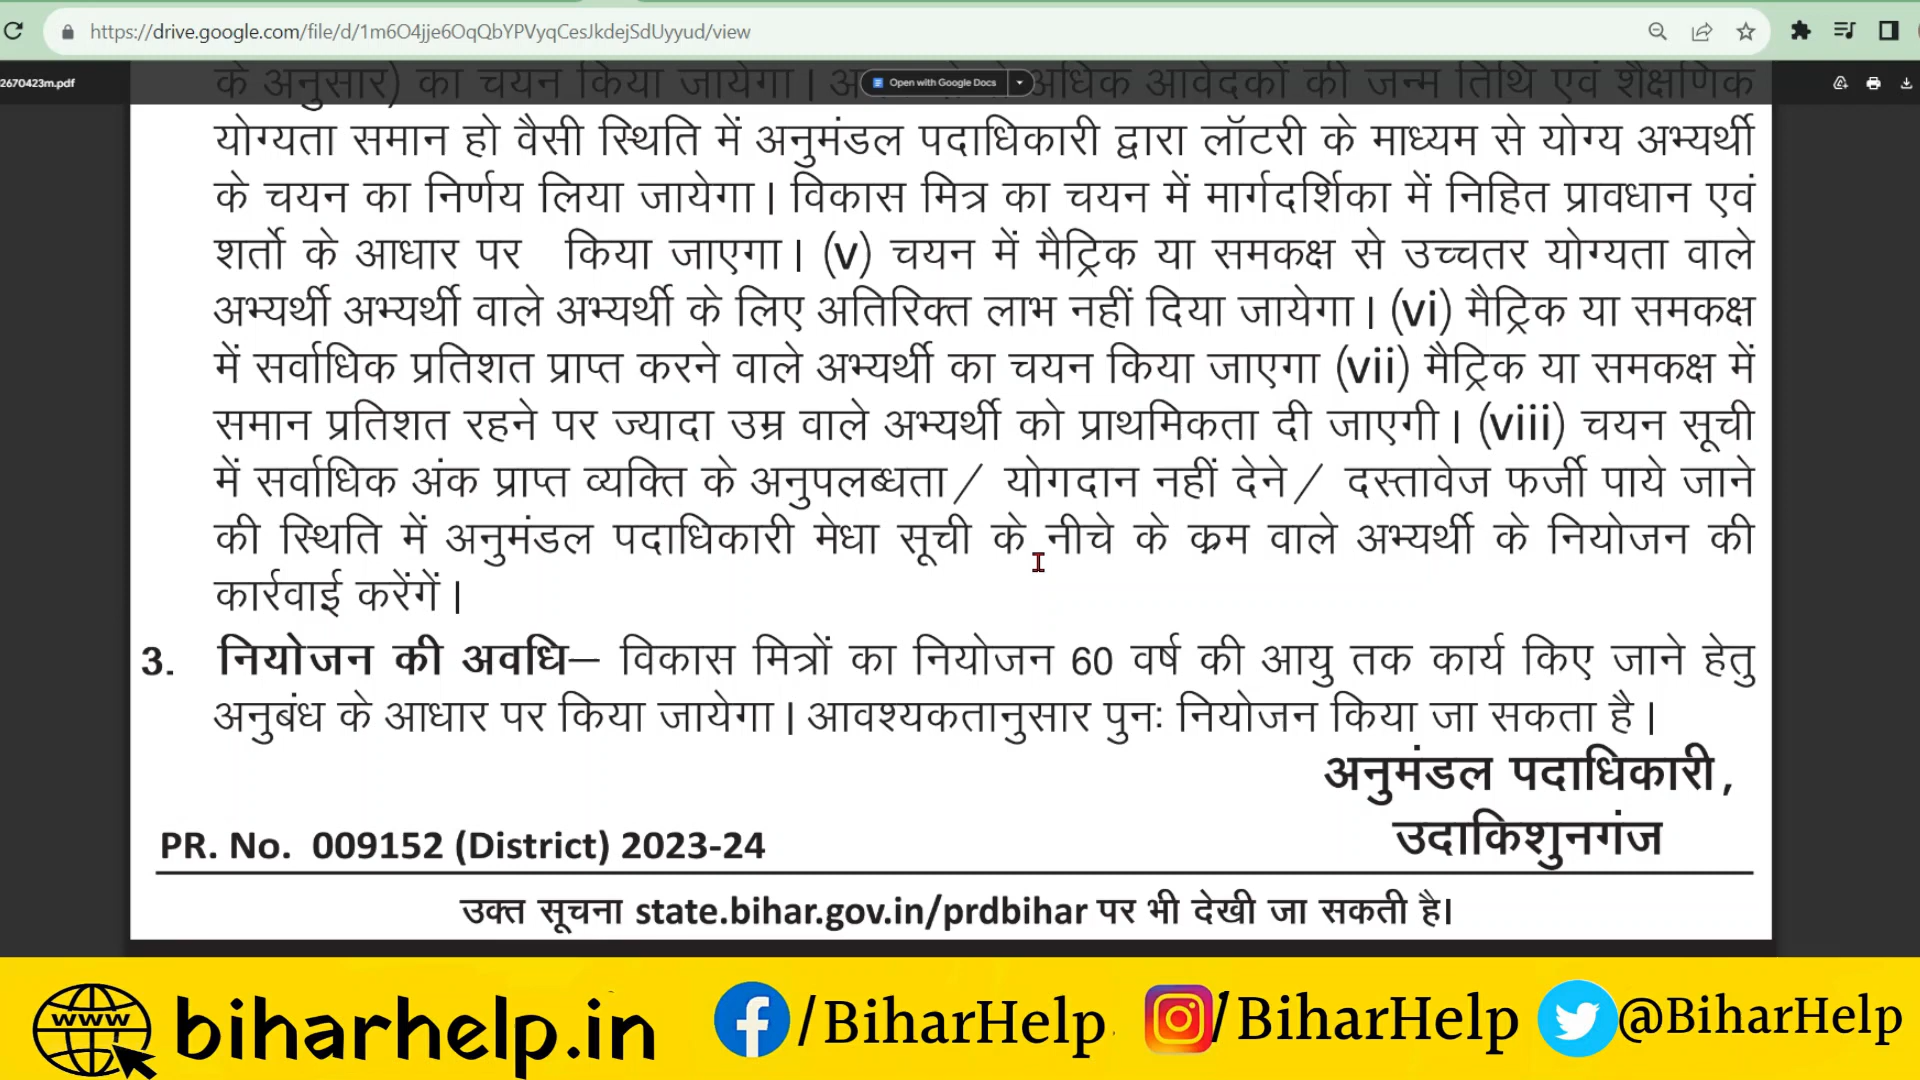 https://drive.google.com/file/d/1m6O4jje6OqQbYPVyqCesJkdejSdUyyud/view
2670423m.pdf
Open with Google Docs
के अनुसार) का चयन किया जायेगा। अधिक आवेदकों की जन्म तिथि एवं शैक्षणिक
योग्यता समान हो वैसी स्थिति में अनुमंडल पदाधिकारी द्वारा लॉटरी के माध्यम से योग्य अभ्यर्थी
के चयन का निर्णय लिया जायेगा। विकास मित्र का चयन में मार्गदर्शिका में निहित प्रावधान एवं
शर्तो के आधार पर किया जाएगा। (v) चयन में मैट्रिक या समकक्ष से उच्चतर योग्यता वाले
अभ्यर्थी अभ्यर्थी वाले अभ्यर्थी के लिए अतिरिक्त लाभ नहीं दिया जायेगा। (vi) मैट्रिक या समकक्ष
में सर्वाधिक प्रतिशत प्राप्त करने वाले अभ्यर्थी का चयन किया जाएगा (vii) मैट्रिक या समकक्ष में
समान प्रतिशत रहने पर ज्यादा उम्र वाले अभ्यर्थी को प्राथमिकता दी जाएगी। (viii) चयन सूची
में सर्वाधिक अंक प्राप्त व्यक्ति के अनुपलब्धता/ योगदान नहीं देने/ दस्तावेज फर्जी पाये जाने
की स्थिति में अनुमंडल पदाधिकारी मेधा सूची के नीचे के क्रम वाले अभ्यर्थी के नियोजन की
कार्रवाई करेंगें।
3. नियोजन की अवधि– विकास मित्रों का नियोजन 60 वर्ष की आयु तक कार्य किए जाने हेतु
अनुबंध के आधार पर किया जायेगा। आवश्यकतानुसार पुनः नियोजन किया जा सकता है।
अनुमंडल पदाधिकारी,
उदाकिशुनगंज
PR. No. 009152 (District) 2023-24
उक्त सूचना state.bihar.gov.in/prdbihar पर भी देखी जा सकती है।
www biharhelp.in /BiharHelp /BiharHelp @BiharHelp